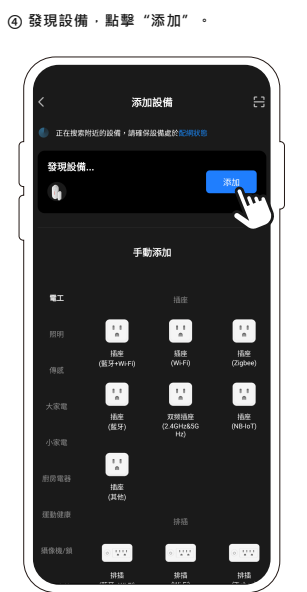 ④ 發現設備，點擊“添加”。
添加設備
正在搜索附近的設備，請確保設備處於配網狀態
發現設備...
添加
手動添加
電工
插座
照明
插座
(藍牙+Wi-Fi)
插座
(Wi-Fi)
插座
(Zigbee)
傳感
大家電
插座
(藍牙)
双频插座
(2.4GHz&5G
Hz)
插座
(NB-IoT)
小家電
廚房電器
插座
(其他)
運動健康
排插
攝像機/鎖
排插
排插
排插